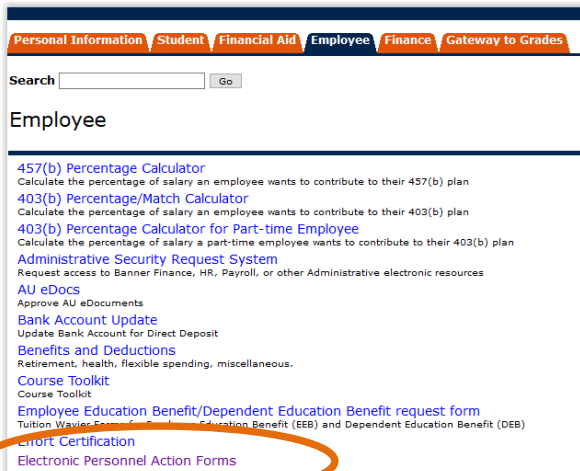 Personal Information Student Financial Aid Employee Finance Gateway to Grades
Search Go
Employee
457(b) Percentage Calculator
Calculate the percentage of salary an employee wants to contribute to their 457(b) plan
403(b) Percentage/Match Calculator
Calculate the percentage of salary an employee wants to contribute to their 403(b) plan
403(b) Percentage Calculator for Part-time Employee
Calculate the percentage of salary a part-time employee wants to contribute to their 403(b) plan
Administrative Security Request System
Request access to Banner Finance, HR, Payroll, or other Administrative electronic resources
AU eDocs
Approve AU eDocuments
Bank Account Update
Update Bank Account for Direct Deposit
Benefits and Deductions
Retirement, health, flexible spending, miscellaneous.
Course Toolkit
Course Toolkit
Employee Education Benefit/Dependent Education Benefit request form
Tuition Wavier Forms for Employee Education Benefit (EEB) and Dependent Education Benefit (DEB)
Effort Certification
Electronic Personnel Action Forms